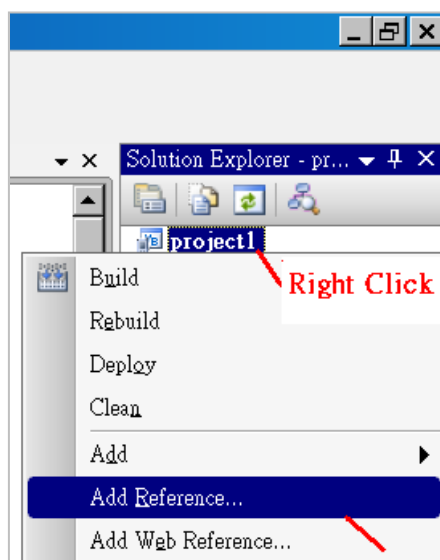 Solution Explorer - pr...
project1
Right Click
Build
Rebuild
Deploy
Clean
Add
Add Reference...
Add Web Reference...